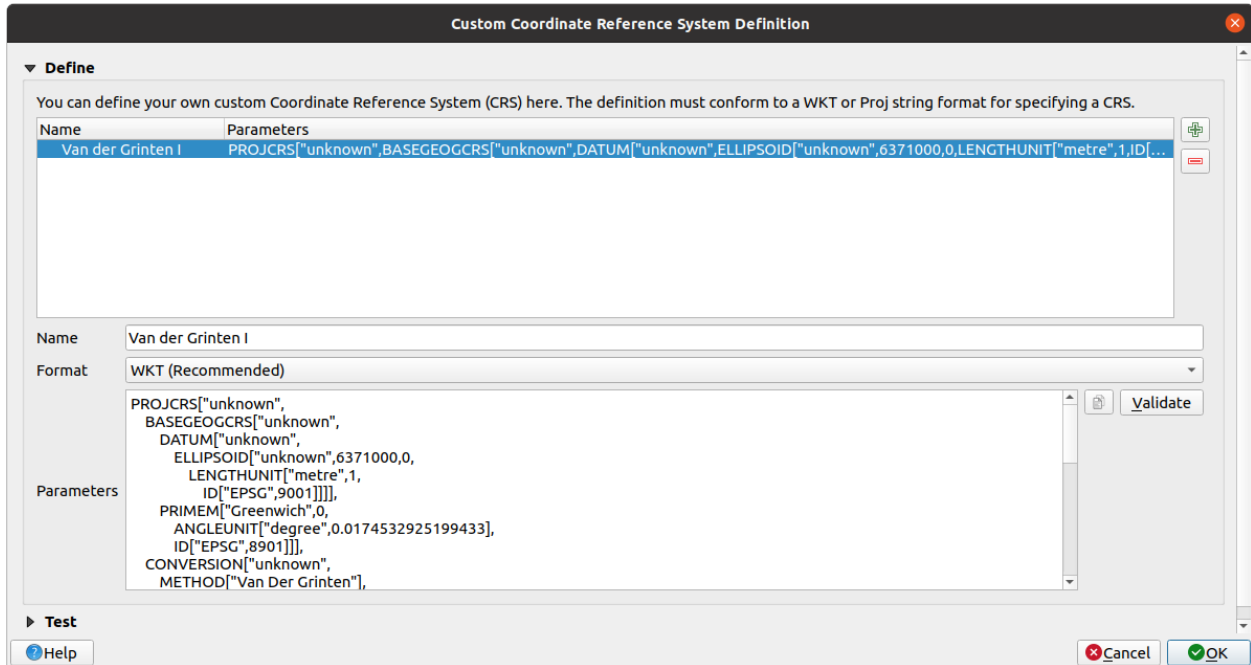 Custom Coordinate Reference System Definition
Define
You can define your own custom Coordinate Reference System (CRS) here. The definition must conform to a WKT or Proj string format for specifying a CRS.
Name Parameters
Van der Grinten I PROJCRS["unknown",BASEGEOGCRS["unknown",DATUM["unknown",ELLIPSOID["unknown",6371000,0,LENGTHUNIT["metre",1,ID[...
Name Van der Grinten I
Format WKT (Recommended)
Parameters
PROJCRS["unknown",
BASEGEOGCRS["unknown",
DATUM["unknown",
ELLIPSOID["unknown",6371000,0,
LENGTHUNIT["metre",1,
ID["EPSG",9001]]]],
PRIMEM["Greenwich",0,
ANGLEUNIT["degree",0.0174532925199433],
ID["EPSG",8901]]],
CONVERSION["unknown",
METHOD["Van Der Grinten"],
Validate
Test
Help
Cancel
OK